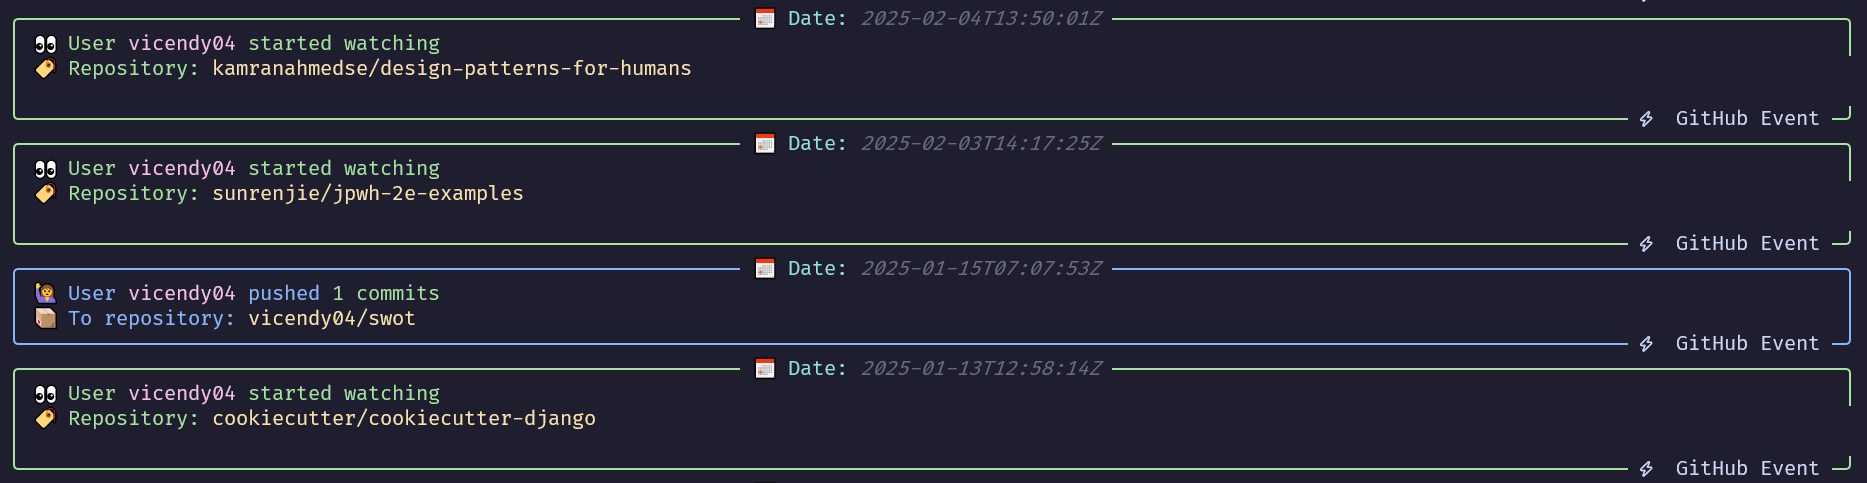 Date: 2025-02-04T13:50:01Z
User vicendy04 started watching
Repository: kamranahmedse/design-patterns-for-humans
GitHub Event
Date: 2025-02-03T14:17:25Z
User vicendy04 started watching
Repository: sunrenjie/jpwh-2e-examples
GitHub Event
Date: 2025-01-15T07:07:53Z
User vicendy04 pushed 1 commits
To repository: vicendy04/swot
GitHub Event
Date: 2025-01-13T12:58:14Z
User vicendy04 started watching
Repository: cookiecutter/cookiecutter-django
GitHub Event